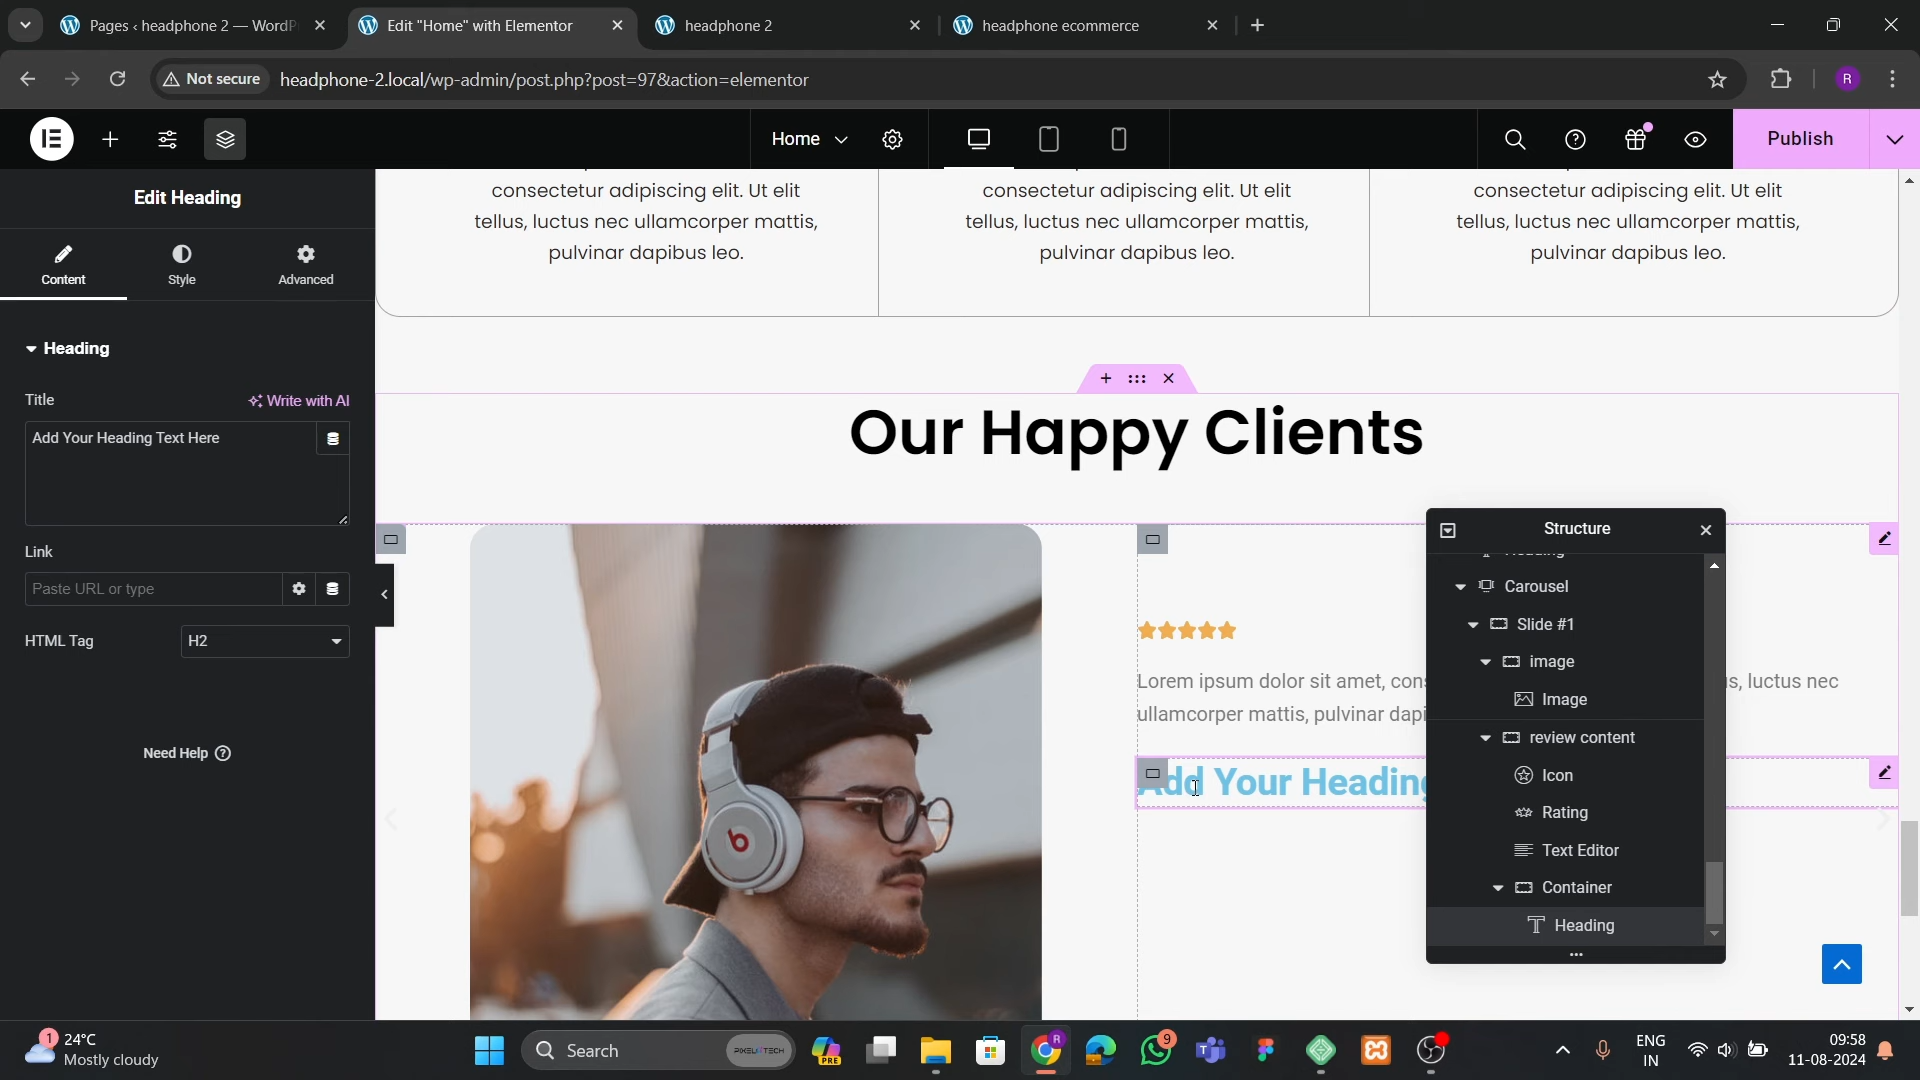 Pages ‹ headphone 2 — WordP
Edit "Home" with Elementor
headphone 2
headphone ecommerce
Not secure
headphone-2.local/wp-admin/post.php?post=97&action=elementor
R
Home
Publish
Edit Heading
Content
Style
Advanced
Heading
Title
Write with AI
Add Your Heading Text Here
Link
Paste URL or type
HTML Tag
H2
Need Help
consectetur adipiscing elit. Ut elit
tellus, luctus nec ullamcorper mattis,
pulvinar dapibus leo.
consectetur adipiscing elit. Ut elit
tellus, luctus nec ullamcorper mattis,
pulvinar dapibus leo.
consectetur adipiscing elit. Ut elit
tellus, luctus nec ullamcorper mattis,
pulvinar dapibus leo.
Our Happy Clients
Lorem ipsum dolor sit amet, cons
s, luctus nec
ullamcorper mattis, pulvinar dapi
Add Your Heading
Structure
Heading
Carousel
Slide #1
image
Image
review content
Icon
Rating
Text Editor
Container
Heading
1
24°C
Mostly cloudy
Search
PIXEL TECH
PRE
R
9
ENG
IN
09:58
11-08-2024